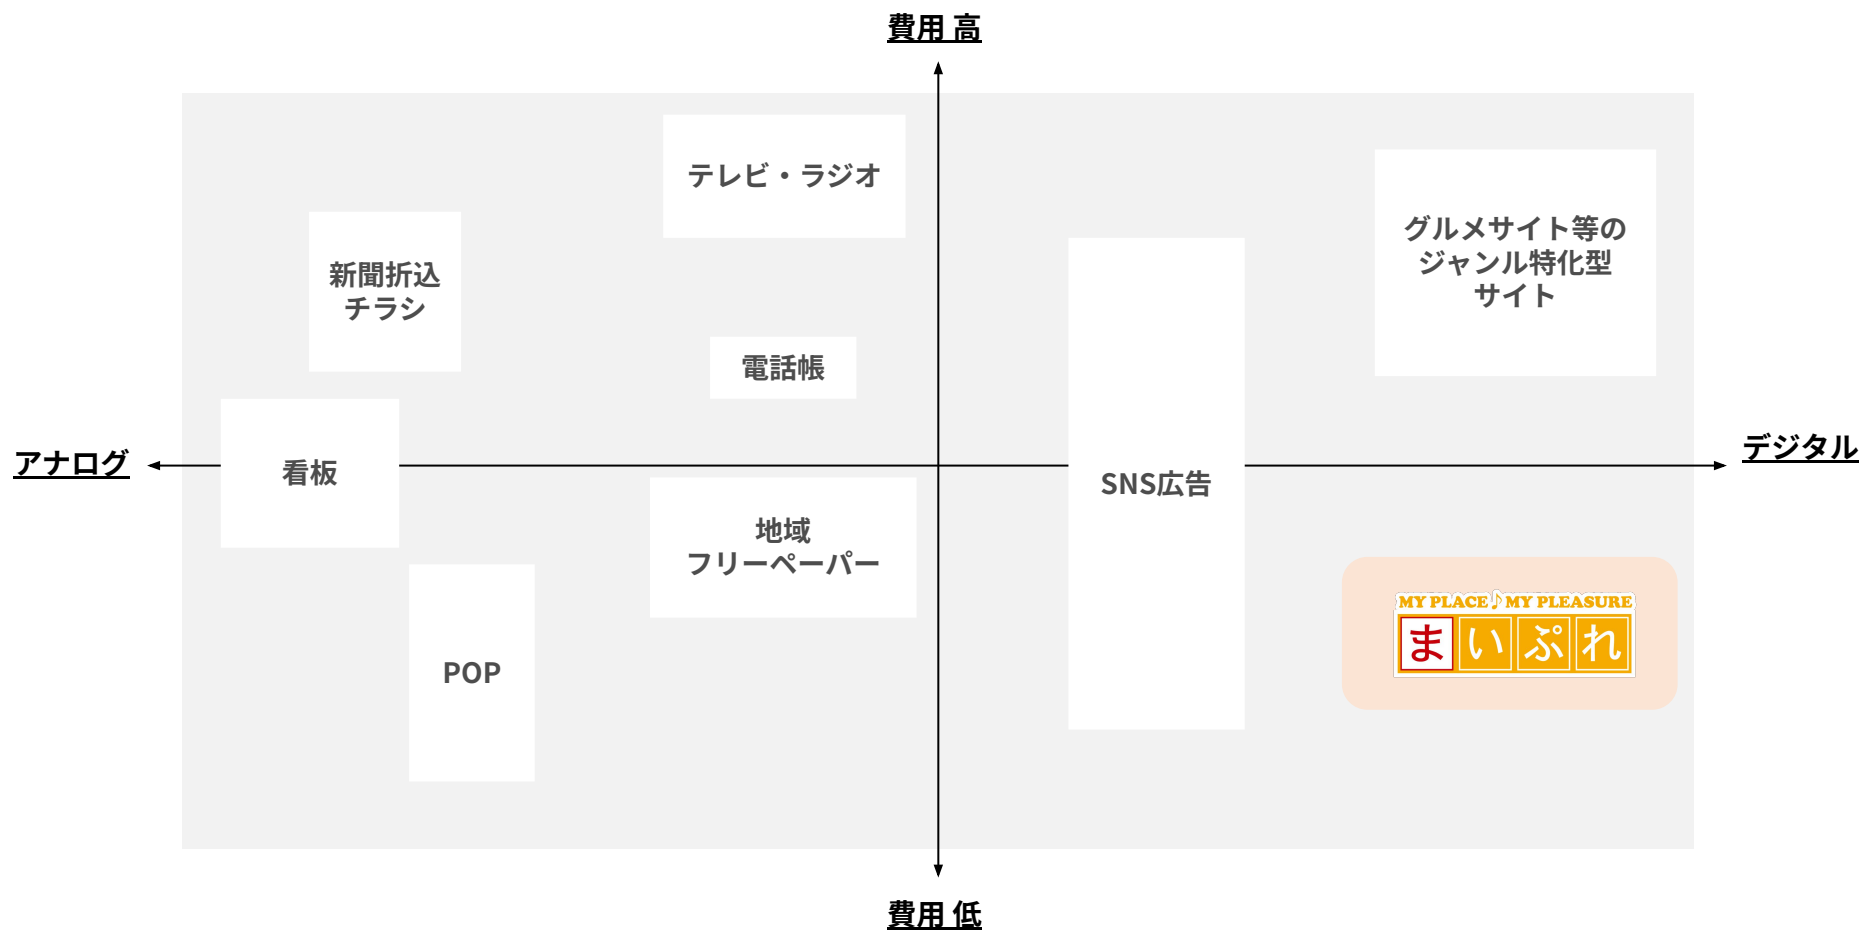 費用 高
テレビ・ラジオ
グルメサイト等の
ジャンル特化型
サイト
新聞折込
チラシ
電話帳
アナログ
デジタル
看板
SNS広告
地域
フリーペーパー
MY PLACE♪MY PLEASURE
まいぷれ
POP
費用 低